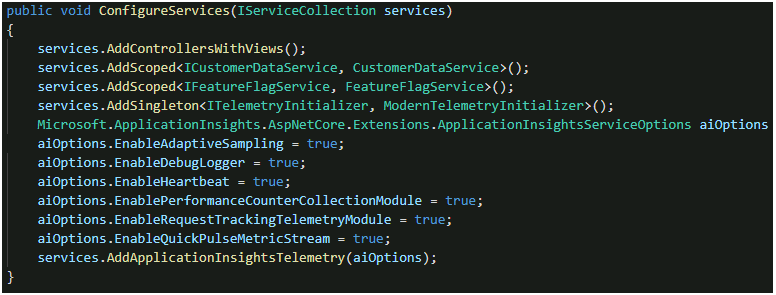 public void ConfigureServices(IServiceCollection services)
{
services.AddControllersWithViews();
services.AddScoped<ICustomerDataService, CustomerDataService>();
services.AddScoped<IFeatureFlagService, FeatureFlagService>();
services.AddSingleton<ITelemetryInitializer, ModernTelemetryInitializer>();
Microsoft.ApplicationInsights.AspNetCore.Extensions.ApplicationInsightsServiceOptions aiOptions
aiOptions.EnableAdaptiveSampling = true;
aiOptions.EnableDebugLogger = true;
aiOptions.EnableHeartbeat = true;
aiOptions.EnablePerformanceCounterCollectionModule = true;
aiOptions.EnableRequestTrackingTelemetryModule = true;
aiOptions.EnableQuickPulseMetricStream = true;
services.AddApplicationInsightsTelemetry(aiOptions);
}